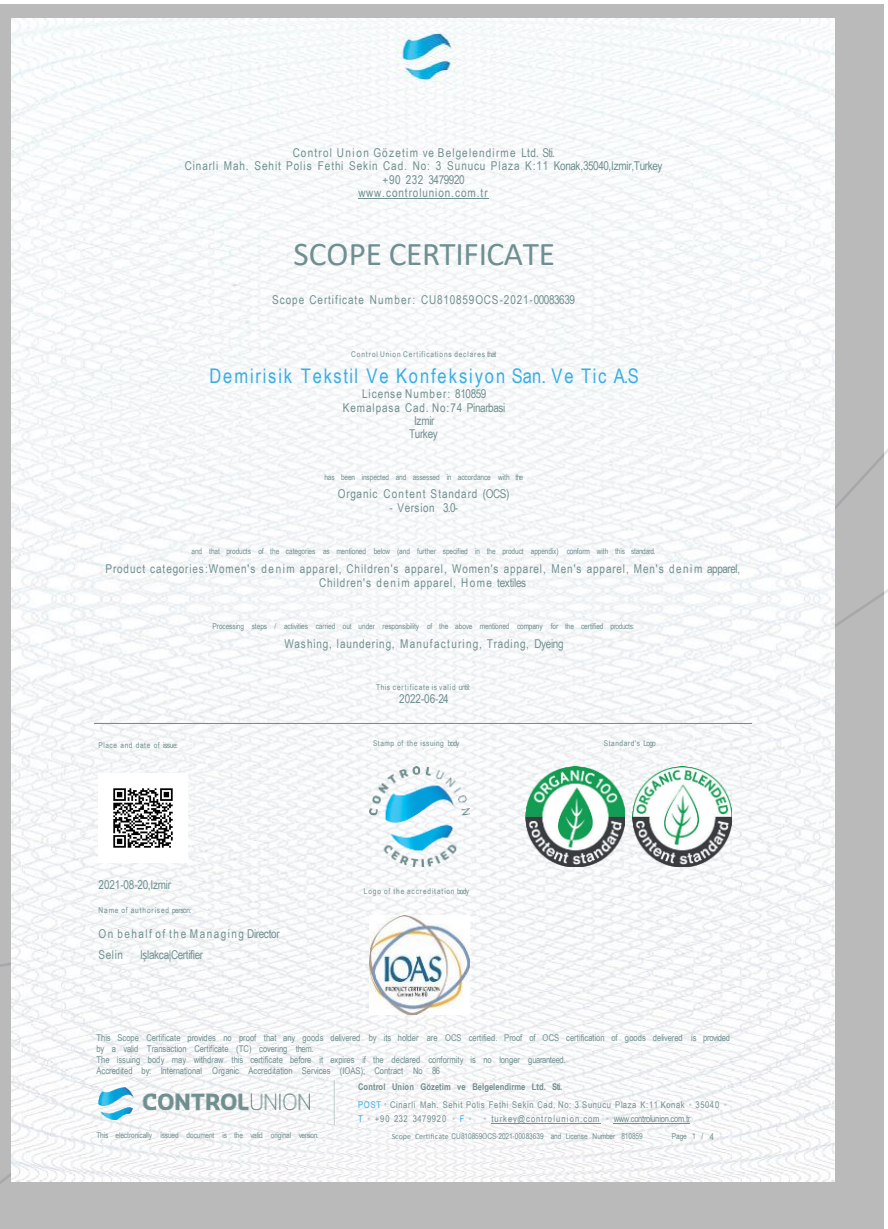 Control Union Gözetim ve Belgelendirme Ltd. Sti.
Cinarli Mah. Sehit Polis Fethi Sekin Cad. No: 3 Sunucu Plaza K:11 Konak,35040,Izmir,Turkey
+90 232 3479920
www.controlunion.com.tr
SCOPE CERTIFICATE
Scope Certificate Number: CU810859OCS-2021-00083639
Control Union Certifications declares that
Demirisik Tekstil Ve Konfeksiyon San. Ve Tic A.S
License Number: 810859
Kemalpasa Cad. No:74 Pinarbasi
Izmir
Turkey
has been inspected and assessed in accordance with the
Organic Content Standard (OCS)
- Version 3.0-
and that products of the categories as mentioned below (and further specified in the product appendix) conform with this standard.
Product categories:Women's denim apparel, Children's apparel, Women's apparel, Men's apparel, Men's denim apparel,
Children's denim apparel, Home textiles
Processing steps / activities carried out under responsibility of the above mentioned company for the certified products
Washing, laundering, Manufacturing, Trading, Dyeing
This certificate is valid until
2022-06-24
Place and date of issue:
Stamp of the issuing body
Standard's Logo
CONTROLUNION
CERTIFIED
ORGANIC 100
content standard
ORGANIC BLENDED
content standard
2021-08-20,Izmir
Name of authorised person:
On behalf of the Managing Director
Selin Işlakca|Certifier
Logo of the accreditation body
IOAS
PRODUCT CERTIFICATION
Contract No.86
This Scope Certificate provides no proof that any goods delivered by its holder are OCS certified. Proof of OCS certification of goods delivered is provided
by a valid Transaction Certificate (TC) covering them.
The issuing body may withdraw this certificate before it expires if the declared conformity is no longer guaranteed.
Accredited by: International Organic Accreditation Services (IOAS), Contract No 86
CONTROLUNION
Control Union Gözetim ve Belgelendirme Ltd. Sti.
POST · Cinarli Mah. Sehit Polis Fethi Sekin Cad. No: 3 Sunucu Plaza K:11 Konak · 35040 ·
T · +90 232 3479920 · F · · turkey@controlunion.com · www.controlunion.com.tr
This electronically issued document is the valid original version.
Scope Certificate CU810859OCS-2021-00083639 and License Number 810859 Page 1 / 4